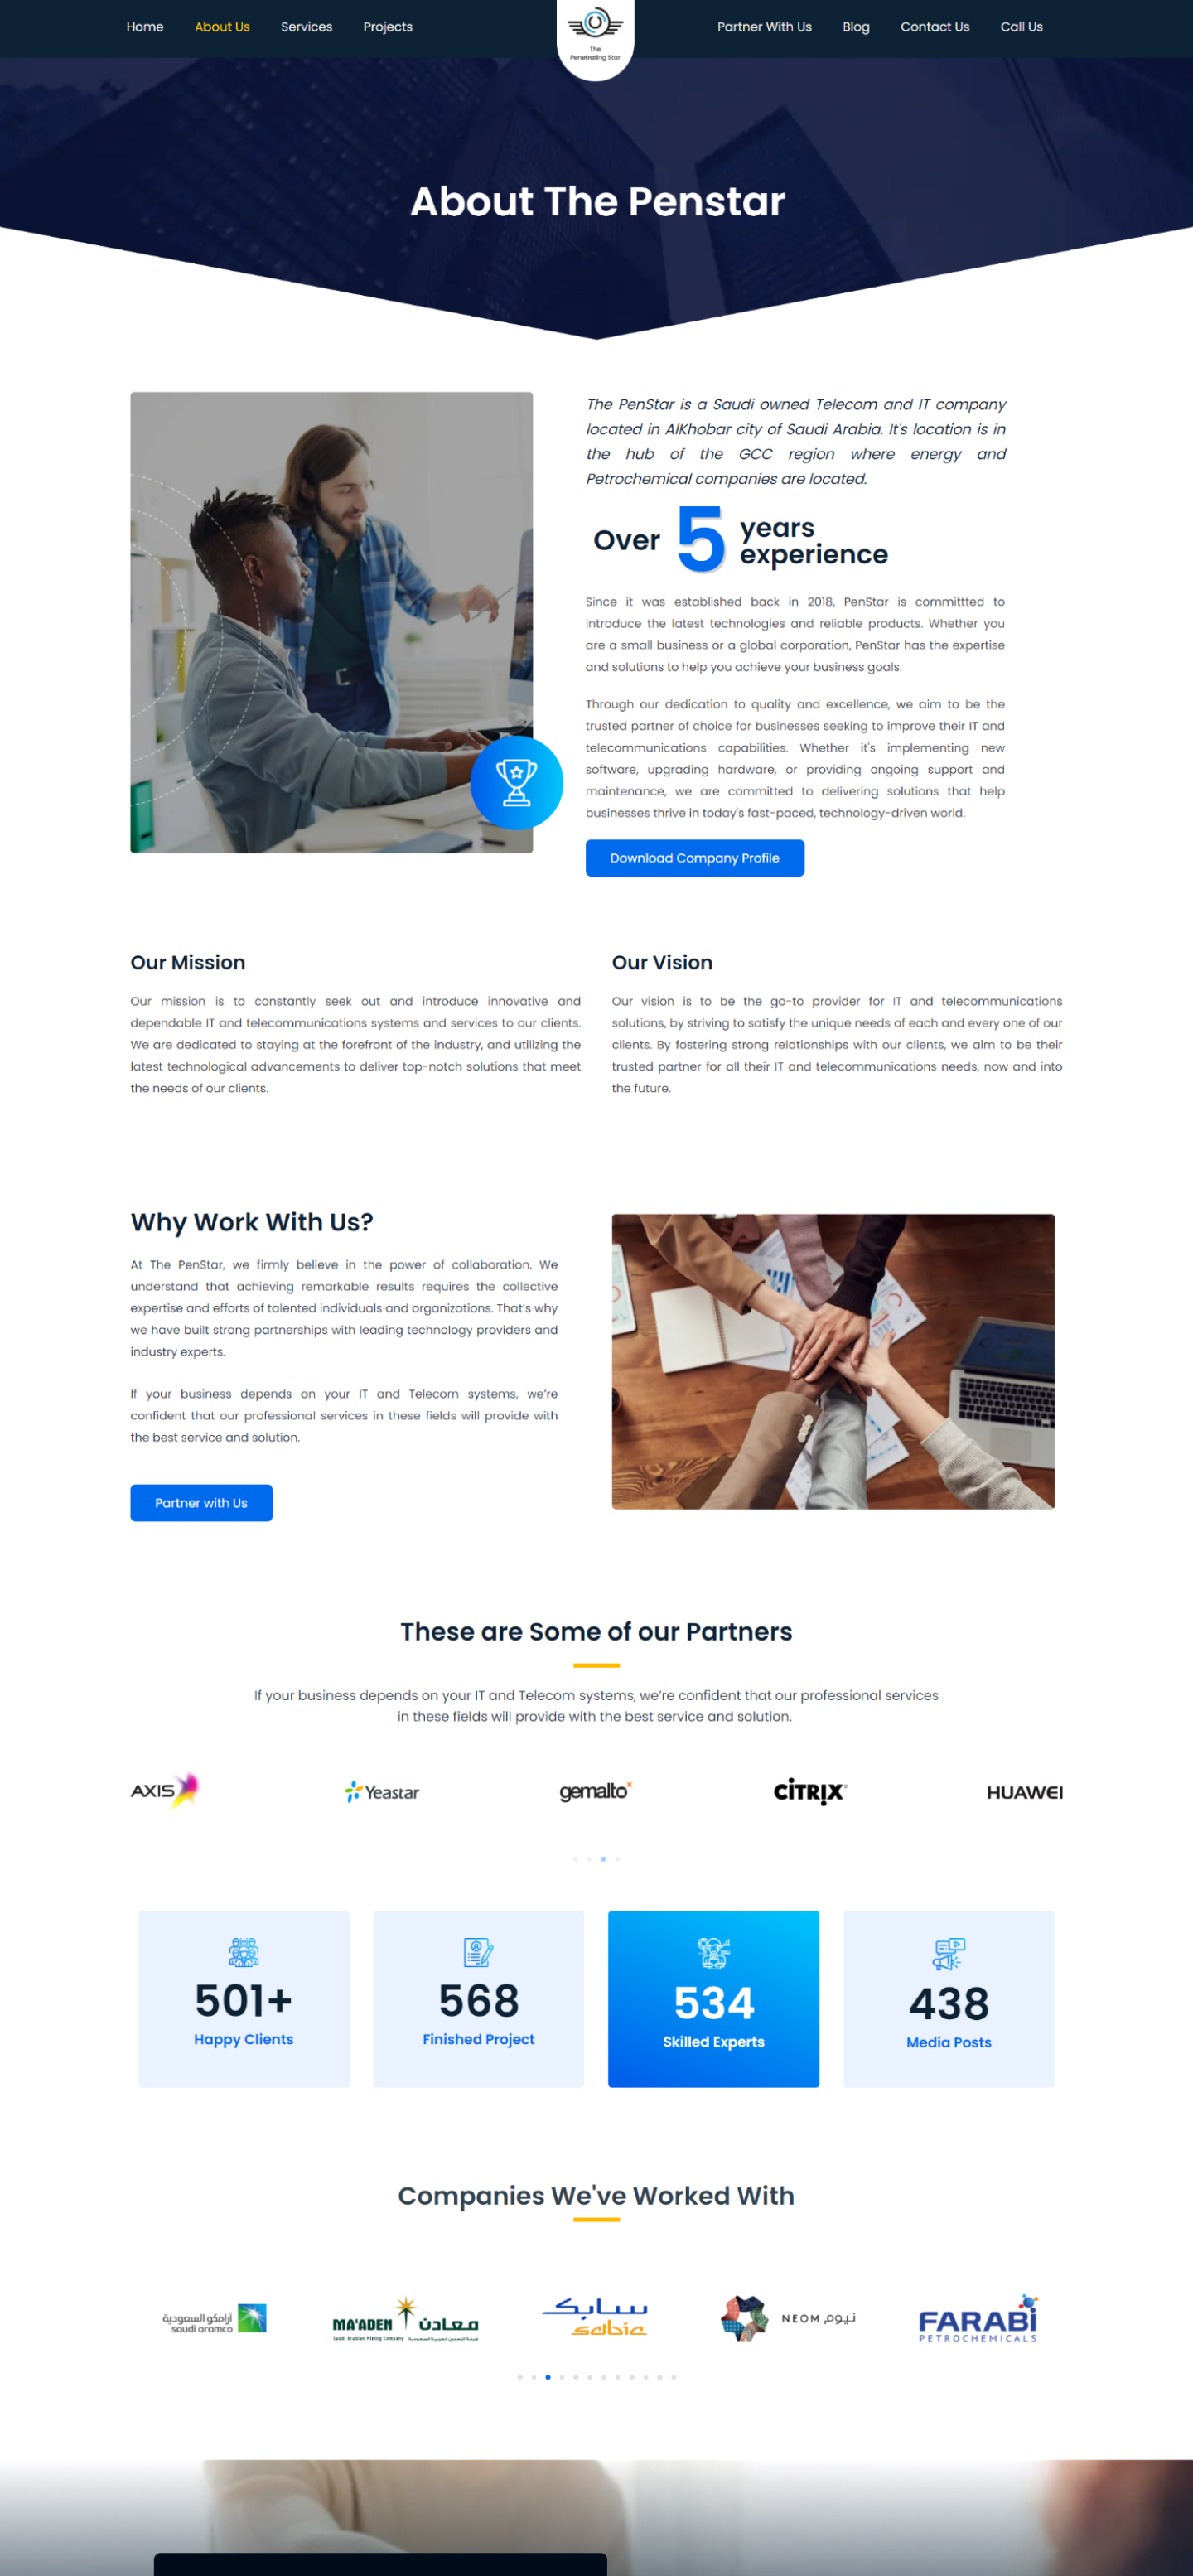 Home About Us Services Projects
The
Penetrating Star
Partner With Us Blog Contact Us Call Us
About The Penstar
The PenStar is a Saudi owned Telecom and IT company
located in AlKhobar city of Saudi Arabia. It's location is in
the hub of the GCC region where energy and
Petrochemical companies are located.
Over 5 years
experience
Since it was established back in 2018, PenStar is committted to
introduce the latest technologies and reliable products. Whether you
are a small business or a global corporation, PenStar has the expertise
and solutions to help you achieve your business goals.
Through our dedication to quality and excellence, we aim to be the
trusted partner of choice for businesses seeking to improve their IT and
telecommunications capabilities. Whether it's implementing new
software, upgrading hardware, or providing ongoing support and
maintenance, we are committed to delivering solutions that help
businesses thrive in today's fast-paced, technology-driven world.
Download Company Profile
Our Mission
Our mission is to constantly seek out and introduce innovative and
dependable IT and telecommunications systems and services to our clients.
We are dedicated to staying at the forefront of the industry, and utilizing the
latest technological advancements to deliver top-notch solutions that meet
the needs of our clients.
Our Vision
Our vision is to be the go-to provider for IT and telecommunications
solutions, by striving to satisfy the unique needs of each and every one of our
clients. By fostering strong relationships with our clients, we aim to be their
trusted partner for all their IT and telecommunications needs, now and into
the future.
Why Work With Us?
At The PenStar, we firmly believe in the power of collaboration. We
understand that achieving remarkable results requires the collective
expertise and efforts of talented individuals and organizations. That's why
we have built strong partnerships with leading technology providers and
industry experts.
If your business depends on your IT and Telecom systems, we're
confident that our professional services in these fields will provide with
the best service and solution.
Partner with Us
These are Some of our Partners
If your business depends on your IT and Telecom systems, we're confident that our professional services
in these fields will provide with the best service and solution.
AXIS Yeastar gemalto CITRIX HUAWEI
501+
Happy Clients
568
Finished Project
534
Skilled Experts
438
Media Posts
Companies We've Worked With
أرامكو السعودية
saudi aramco
MA'ADEN معادن
Saudi Arabian Mining Company
سابك
sabic
NEOM نيوم
FARABI
PETROCHEMICALS